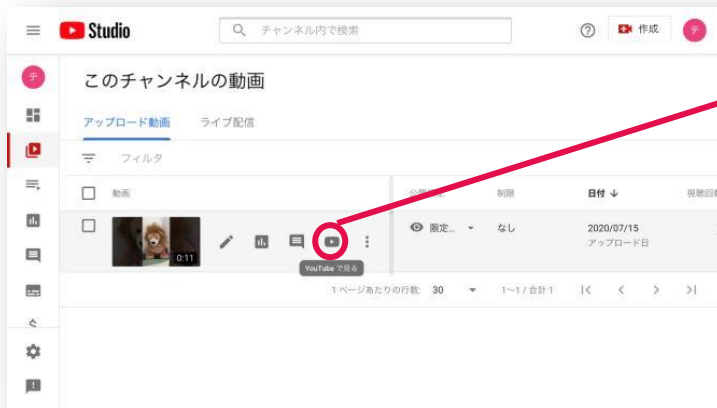 Studio
チャンネル内で検索
作成
テ
テ
このチャンネルの動画
アップロード動画
ライブ配信
フィルタ
動画
制限
日付 ↓
0:11
限定…
なし
2020/07/15
アップロード日
YouTube で見る
1 ページあたりの行数: 30
1～1 / 合計 1